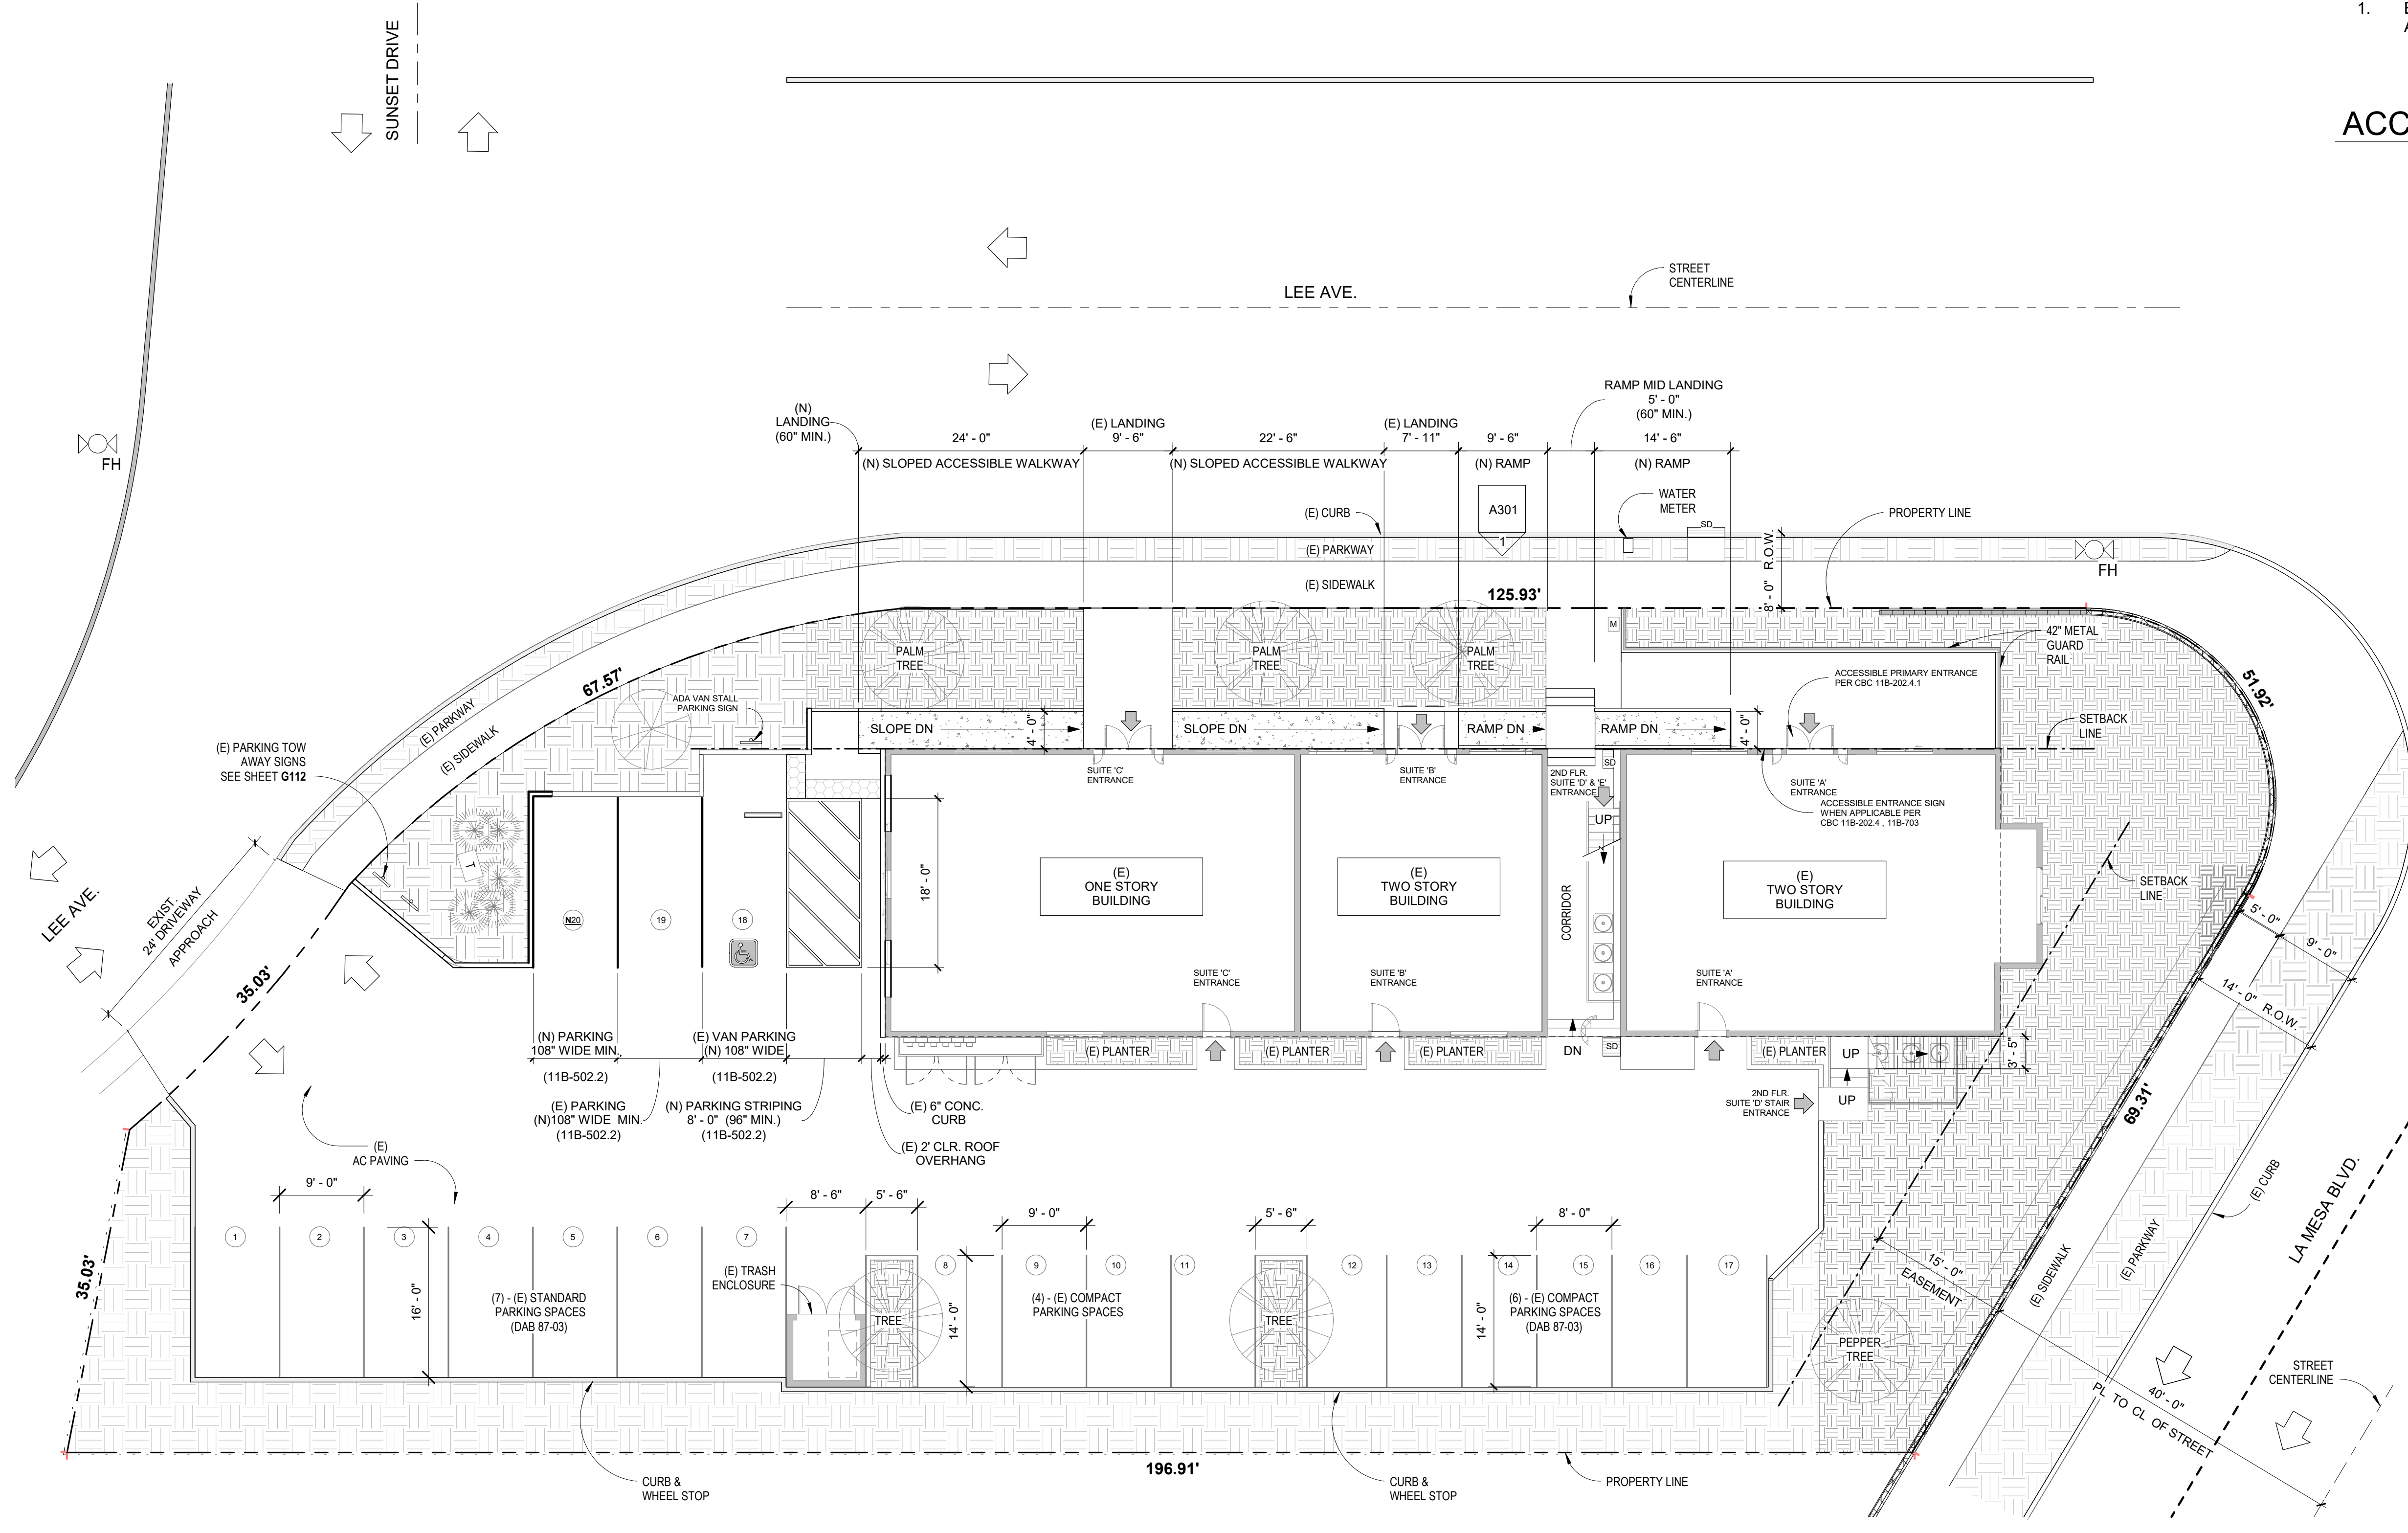 1.
SUNSET DRIVE
ACC
STREET
CENTERLINE
LEE AVE.
RAMP MID LANDING
5' - 0"
(60" MIN.)
(N)
LANDING
(60" MIN.)
24' - 0"
(E) LANDING
9' - 6"
22' - 6"
(E) LANDING
7' - 11"
9' - 6"
14' - 6"
(N) SLOPED ACCESSIBLE WALKWAY
(N) SLOPED ACCESSIBLE WALKWAY
(N) RAMP
(N) RAMP
FH
A301
1
WATER
METER
(E) CURB
SD
PROPERTY LINE
(E) PARKWAY
8' - 0" R.O.W.
FH
(E) SIDEWALK
125.93'
M
42" METAL
GUARD
RAIL
PALM
TREE
PALM
TREE
PALM
TREE
ACCESSIBLE PRIMARY ENTRANCE
PER CBC 11B-202.4.1
67.57'
51.92'
ADA VAN STALL
PARKING SIGN
(E) PARKWAY
(E) SIDEWALK
SLOPE DN
4' - 0"
SLOPE DN
RAMP DN
RAMP DN
4' - 0"
SETBACK
LINE
(E) PARKING TOW
AWAY SIGNS
SEE SHEET G112
SUITE 'C'
ENTRANCE
SUITE 'B'
ENTRANCE
2ND FLR.
SUITE 'D' & 'E'
ENTRANCE
SD
SUITE 'A'
ENTRANCE
ACCESSIBLE ENTRANCE SIGN
WHEN APPLICABLE PER
CBC 11B-202.4 , 11B-703
UP
T
18' - 0"
(E)
ONE STORY
BUILDING
(E)
TWO STORY
BUILDING
(E)
TWO STORY
BUILDING
SETBACK
LINE
LEE AVE.
EXIST.
24' DRIVEWAY
APPROACH
N20
19
18
CORRIDOR
5' - 0"
9' - 0"
14' - 0" R.O.W.
35.03'
SUITE 'C'
ENTRANCE
SUITE 'B'
ENTRANCE
SUITE 'A'
ENTRANCE
(N) PARKING
108" WIDE MIN.
(11B-502.2)
(E) VAN PARKING
(N) 108" WIDE
(11B-502.2)
(E) PLANTER
(E) PLANTER
(E) PLANTER
DN
SD
(E) PLANTER
UP
3' - 5"
(E) PARKING
(N)108" WIDE MIN.
(11B-502.2)
(N) PARKING STRIPING
8' - 0" (96" MIN.)
(11B-502.2)
(E) 6" CONC.
CURB
2ND FLR.
SUITE 'D' STAIR
ENTRANCE
UP
69.31'
(E) 2' CLR. ROOF
OVERHANG
(E)
AC PAVING
9' - 0"
8' - 6"
5' - 6"
9' - 0"
5' - 6"
8' - 0"
(E) CURB
LA MESA BLVD.
1
2
3
4
5
6
7
8
9
10
11
12
13
14
15
16
17
35.03'
16' - 0"
(7) - (E) STANDARD
PARKING SPACES
(DAB 87-03)
(E) TRASH
ENCLOSURE
TREE
14' - 0"
(4) - (E) COMPACT
PARKING SPACES
TREE
14' - 0"
(6) - (E) COMPACT
PARKING SPACES
(DAB 87-03)
15' - 0"
EASEMENT
(E) SIDEWALK
(E) PARKWAY
PEPPER
TREE
STREET
CENTERLINE
40' - 0"
PL TO CL OF STREET
196.91'
CURB &
WHEEL STOP
CURB &
WHEEL STOP
PROPERTY LINE